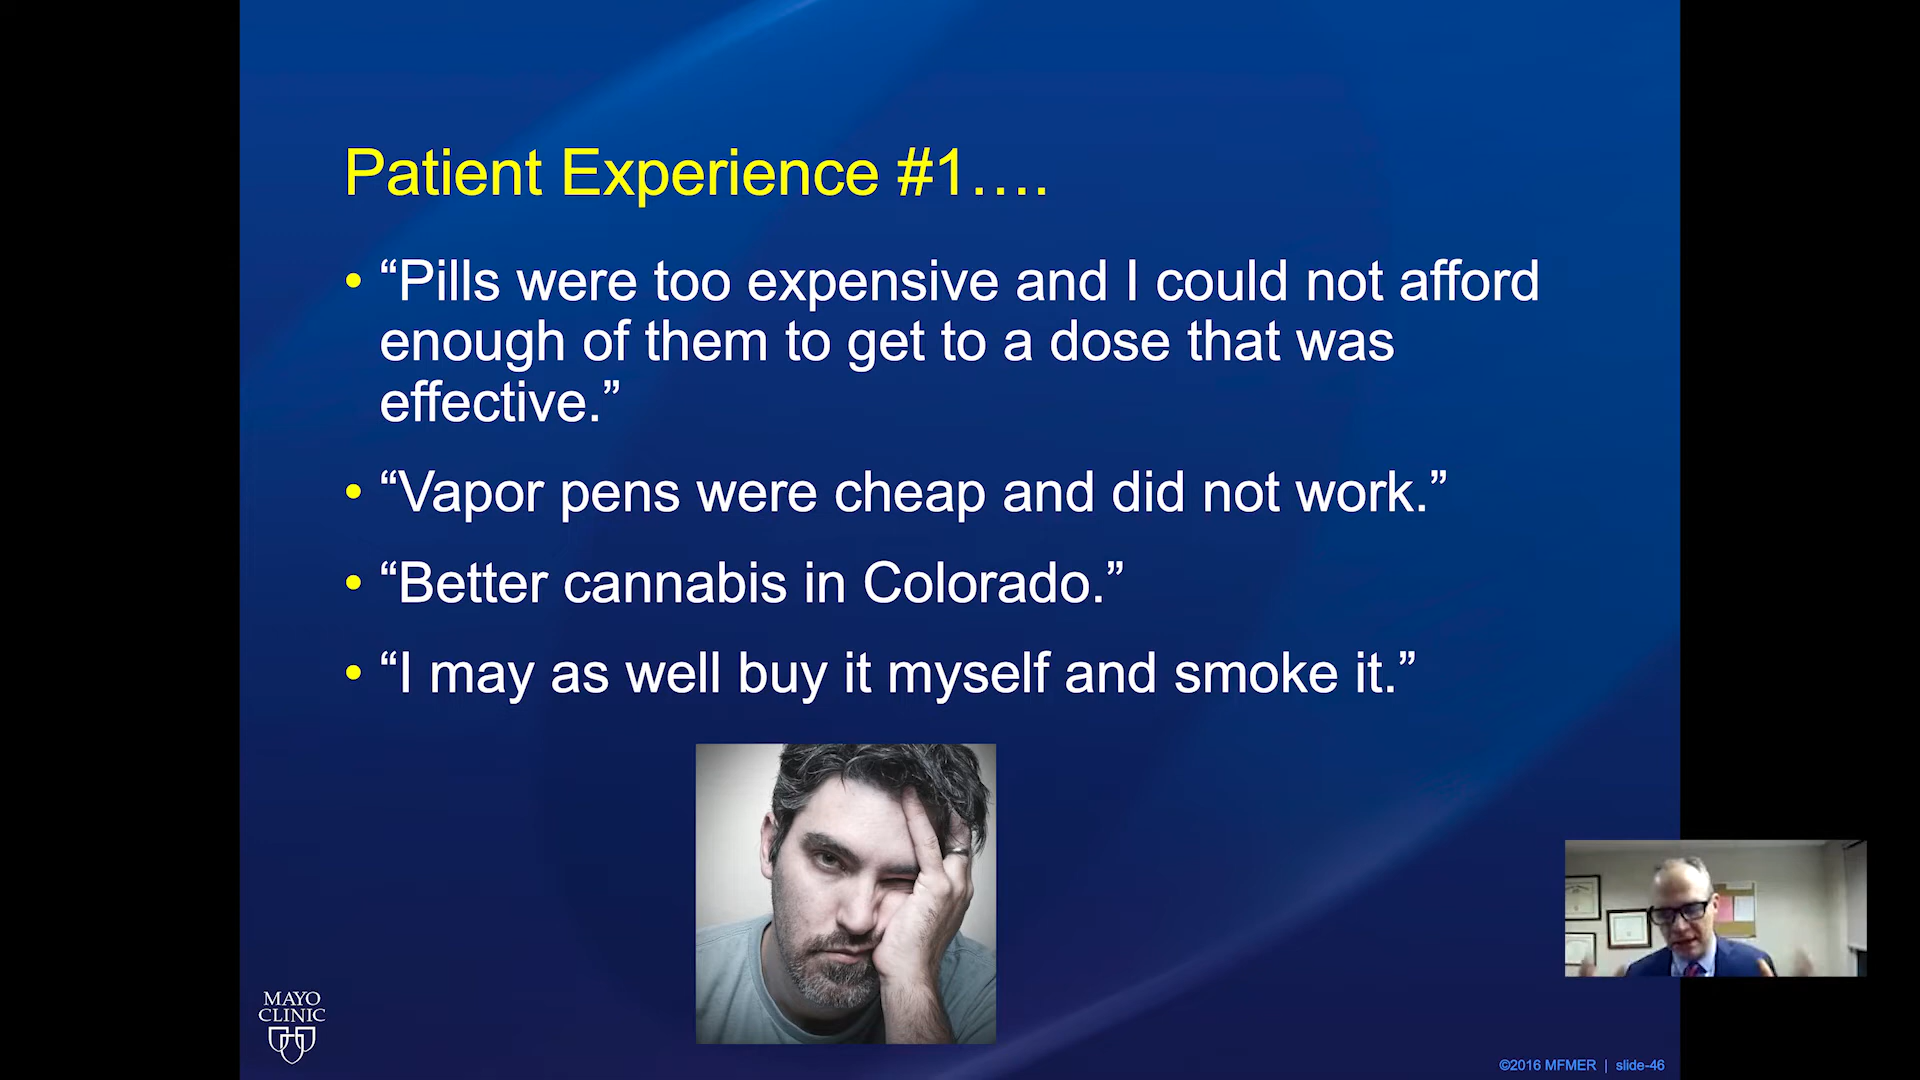 Patient Experience #1….
• “Pills were too expensive and I could not afford
enough of them to get to a dose that was
effective.”
• “Vapor pens were cheap and did not work.”
• “Better cannabis in Colorado.”
• “I may as well buy it myself and smoke it.”
MAYO
CLINIC
©2016 MFMER | slide-46